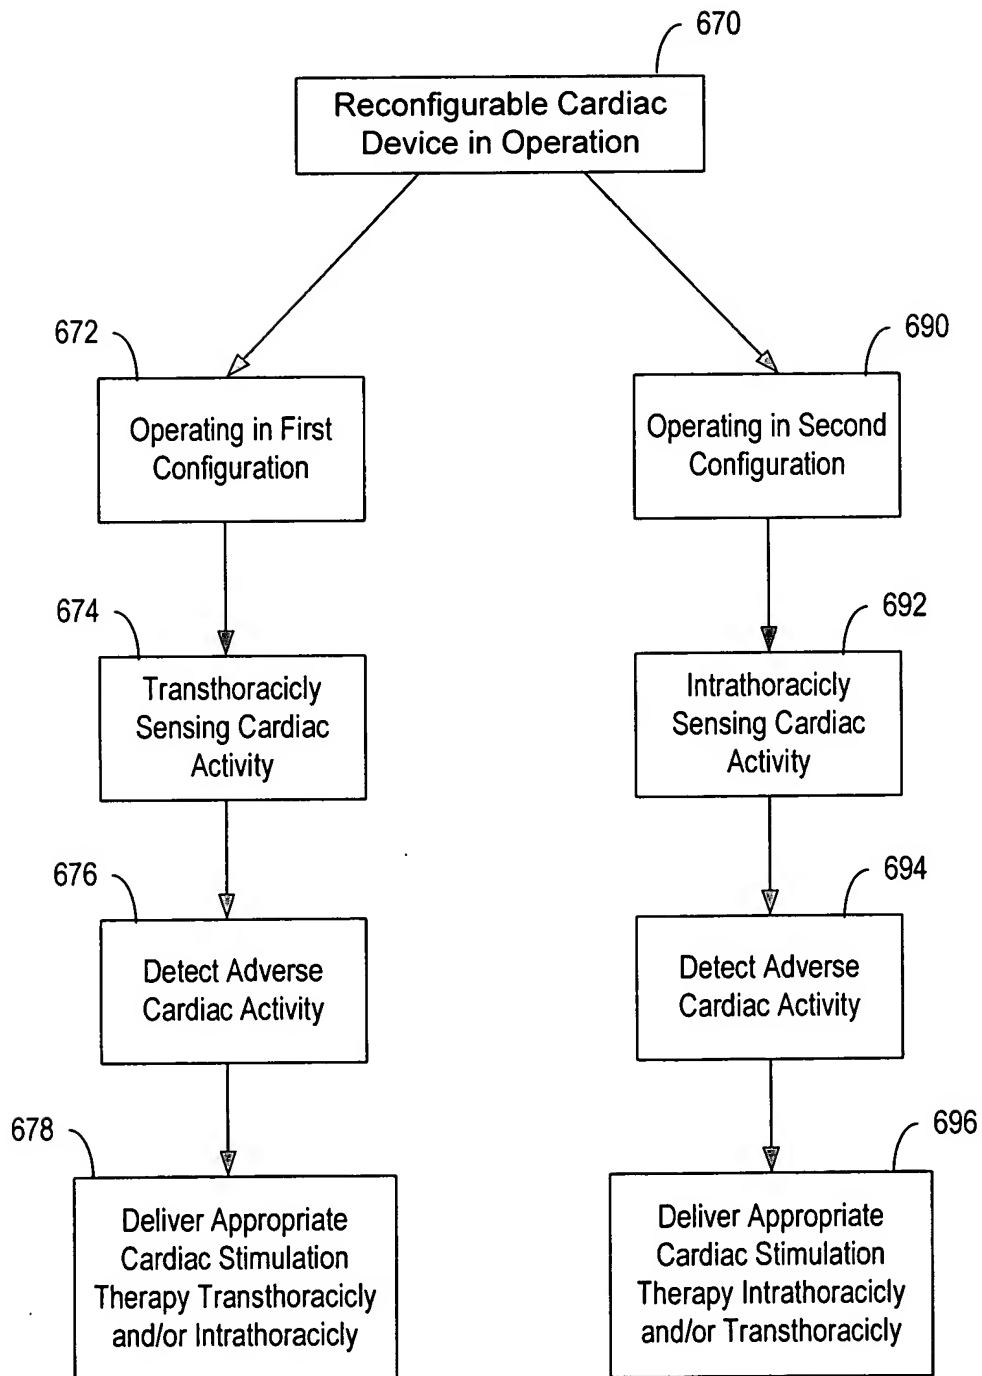 670
Reconfigurable Cardiac
Device in Operation
672
Operating in First
Configuration
690
Operating in Second
Configuration
674
Transthoracicly
Sensing Cardiac
Activity
692
Intrathoracicly
Sensing Cardiac
Activity
676
Detect Adverse
Cardiac Activity
694
Detect Adverse
Cardiac Activity
678
Deliver Appropriate
Cardiac Stimulation
Therapy Transthoracicly
and/or Intrathoracicly
696
Deliver Appropriate
Cardiac Stimulation
Therapy Intrathoracicly
and/or Transthoracicly